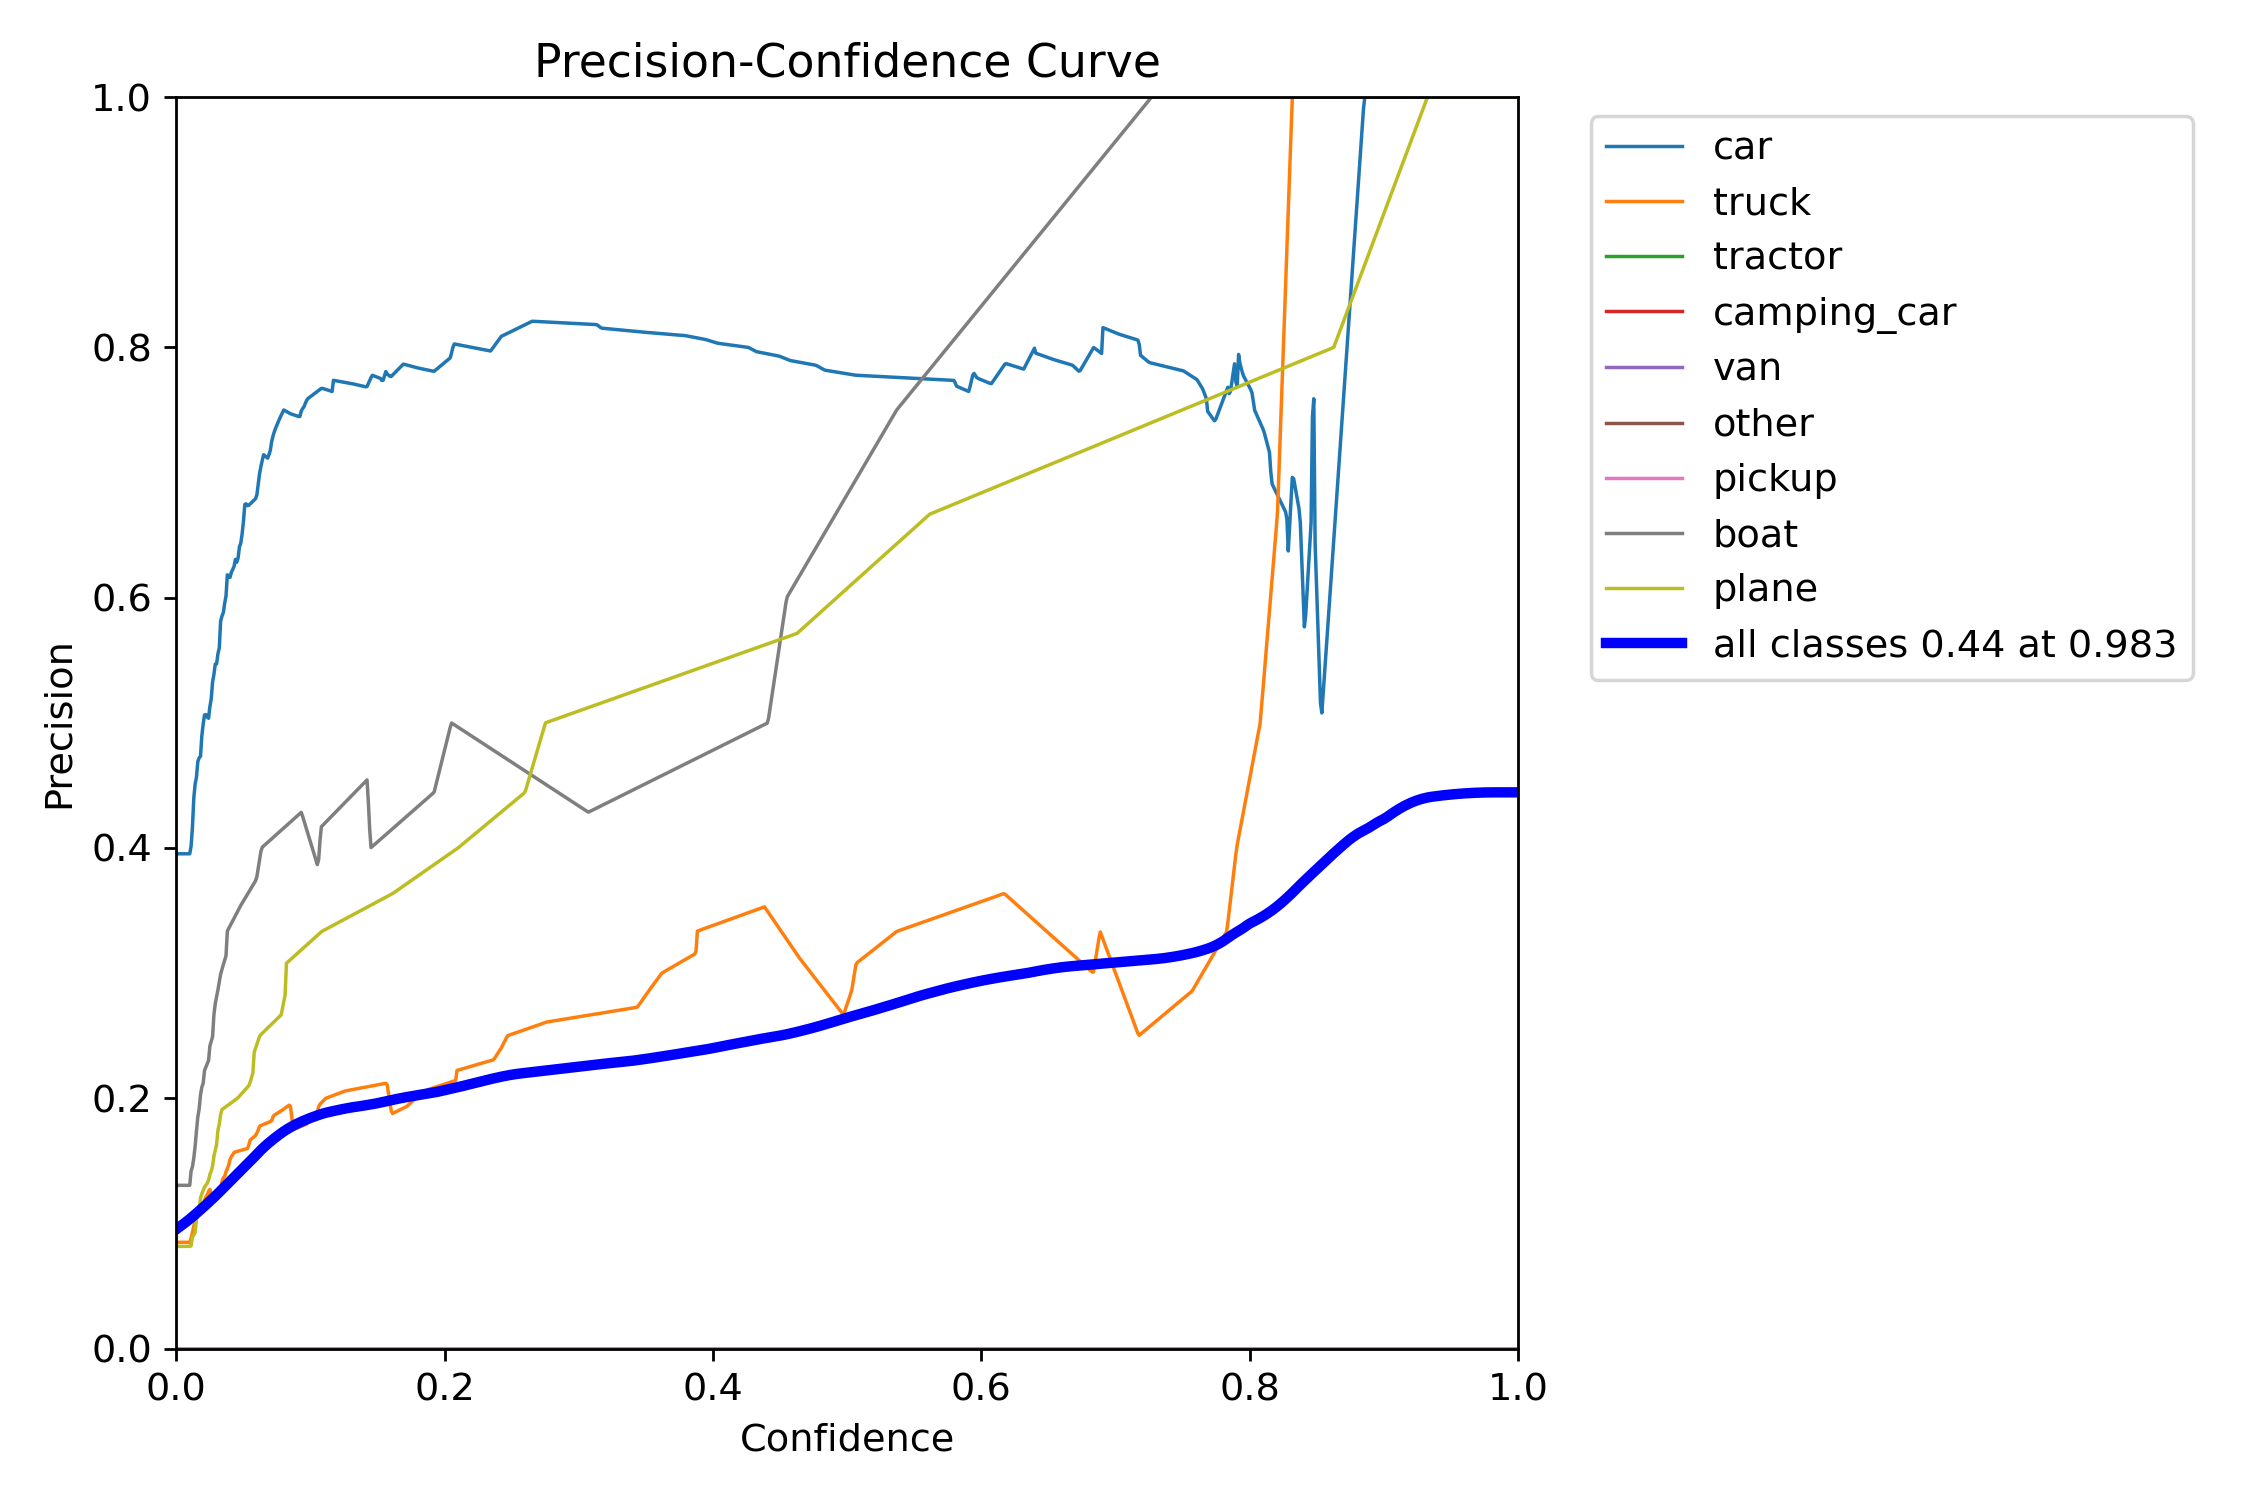 Precision-Confidence Curve
1.0
0.8
0.6
0.4
0.2
0.0
Precision
0.0 0.2 0.4 0.6 0.8 1.0
Confidence
car
truck
tractor
camping_car
van
other
pickup
boat
plane
all classes 0.44 at 0.983